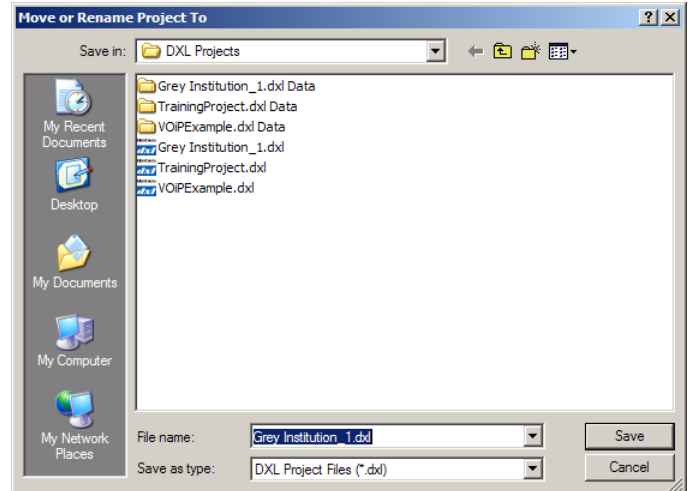 Move or Rename Project To
Save in: DXL Projects
My Recent
Documents
Desktop
My Documents
My Computer
My Network
Places
Grey Institution_1.dxl Data
TrainingProject.dxl Data
VOiPExample.dxl Data
Grey Institution_1.dxl
TrainingProject.dxl
VOiPExample.dxl
File name: Grey Institution_1.dxl Save
Save as type: DXL Project Files (*.dxl) Cancel